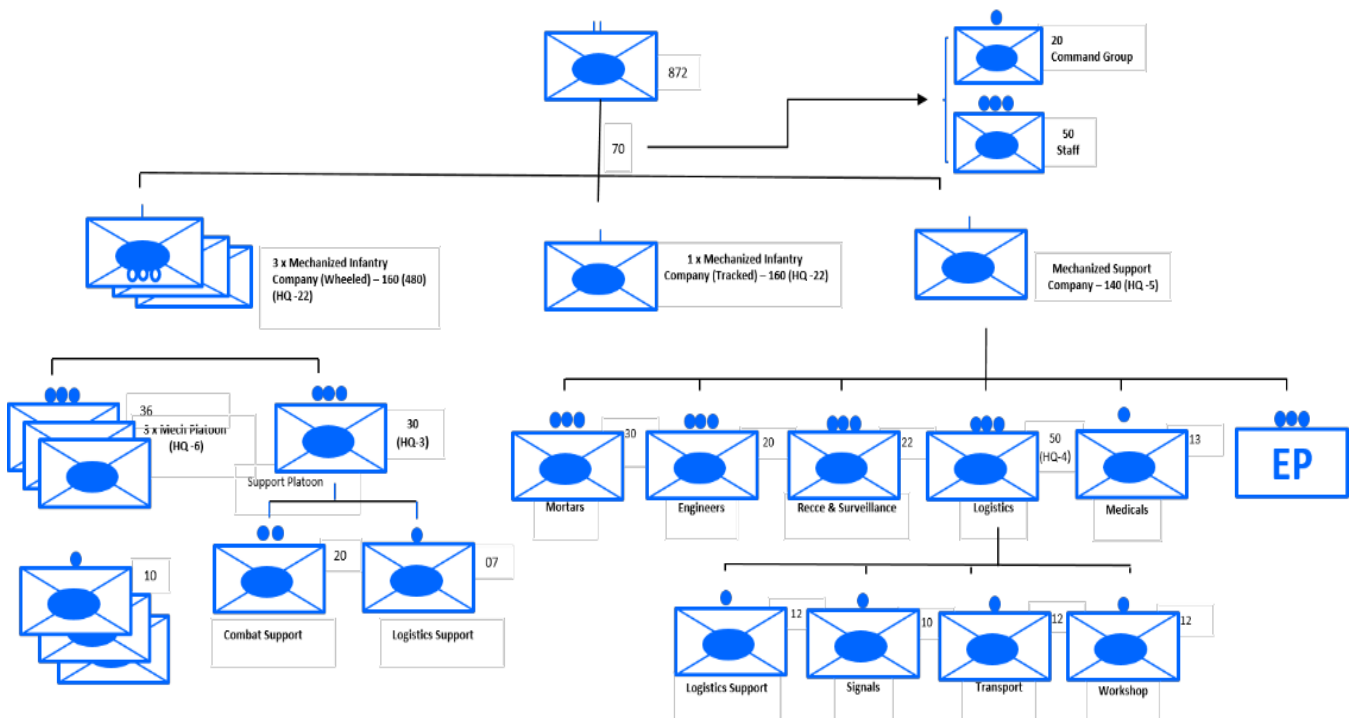 872
20
Command Group
50
Staff
70
3 x Mechanized Infantry
Company (Wheeled) – 160 (480)
(HQ -22)
1 x Mechanized Infantry
Company (Tracked) – 160 (HQ -22)
Mechanized Support
Company – 140 (HQ -5)
36
3 x Mech Platoon
(HQ -6)
30
(HQ-3)
Support Platoon
10
20
Combat Support
07
Logistics Support
30
Mortars
20
Engineers
22
Recce & Surveillance
50
(HQ-4)
Logistics
13
Medicals
EP
12
Logistics Support
10
Signals
12
Transport
12
Workshop